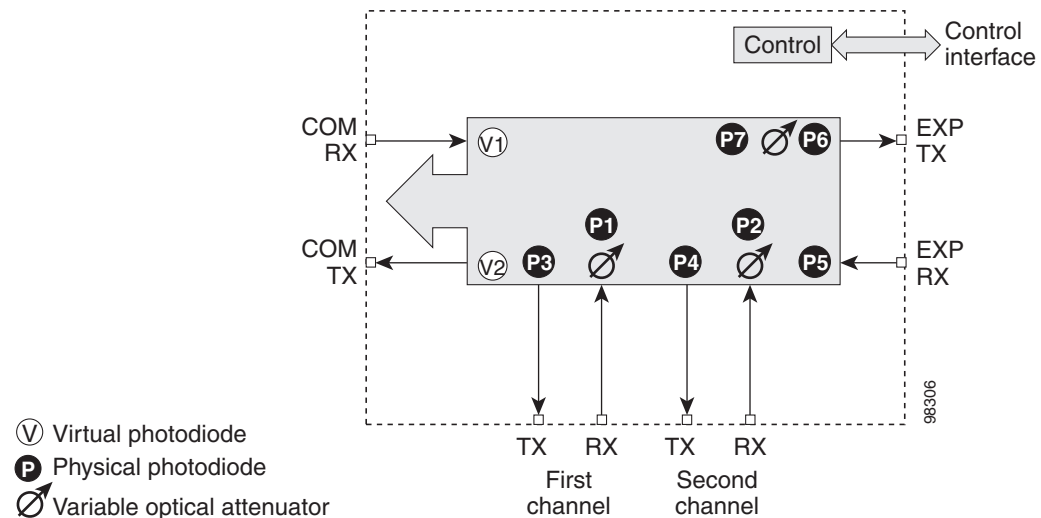 Control
Control
interface
COM
RX
V1
P7
P6
EXP
TX
P1
P2
COM
TX
V2
P3
P4
P5
EXP
RX
98306
TX
RX
TX
RX
First
channel
Second
channel
V Virtual photodiode
P Physical photodiode
Variable optical attenuator